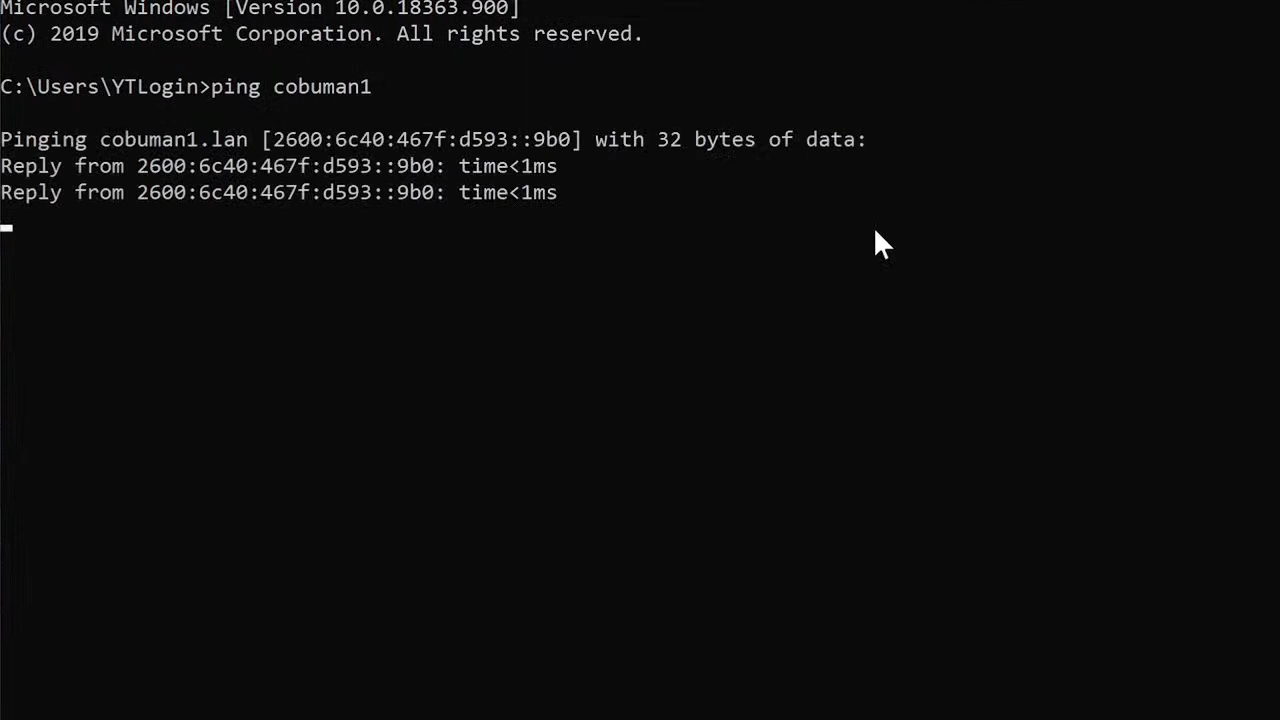 Microsoft Windows [Version 10.0.18363.900]
(c) 2019 Microsoft Corporation. All rights reserved.
C:\Users\YTLogin>ping cobuman1
Pinging cobuman1.lan [2600:6c40:467f:d593::9b0] with 32 bytes of data:
Reply from 2600:6c40:467f:d593::9b0: time<1ms
Reply from 2600:6c40:467f:d593::9b0: time<1ms